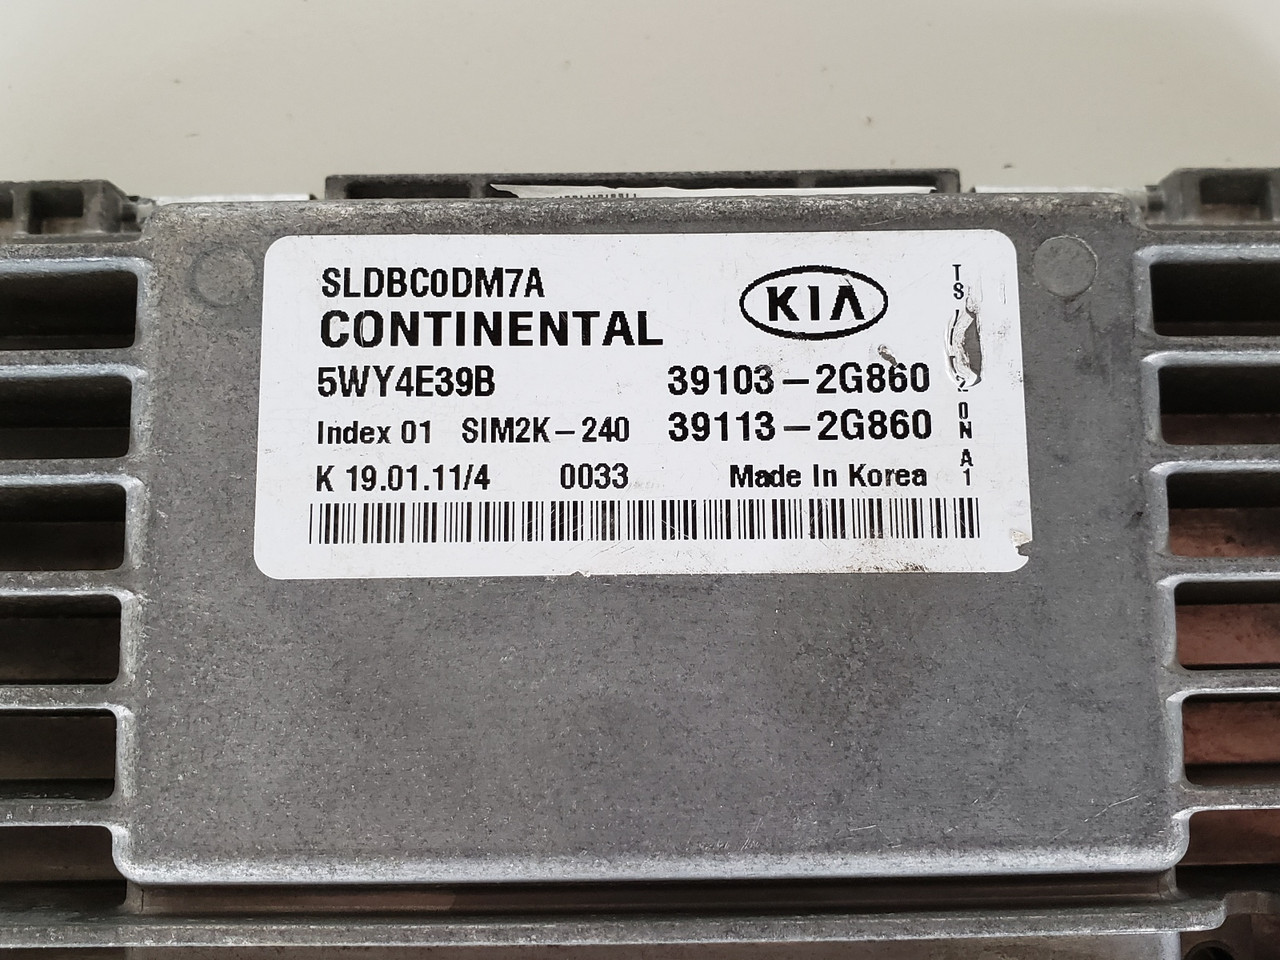 SLDBC0DM7A
CONTINENTAL
KIA
5WY4E39B 39103-2G860
Index 01 SIM2K-240 39113-2G860
K 19.01.11/4 0033 Made In Korea